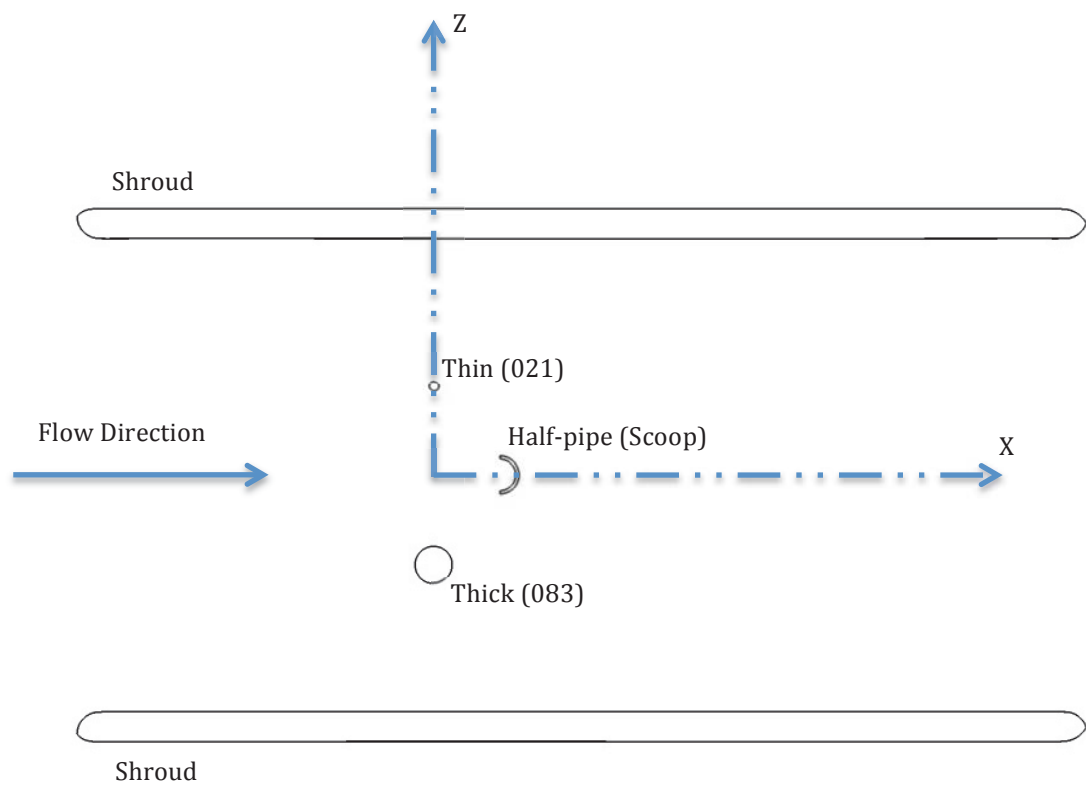 Z
Shroud
Thin (021)
Flow Direction
Half-pipe (Scoop)
X
Thick (083)
Shroud